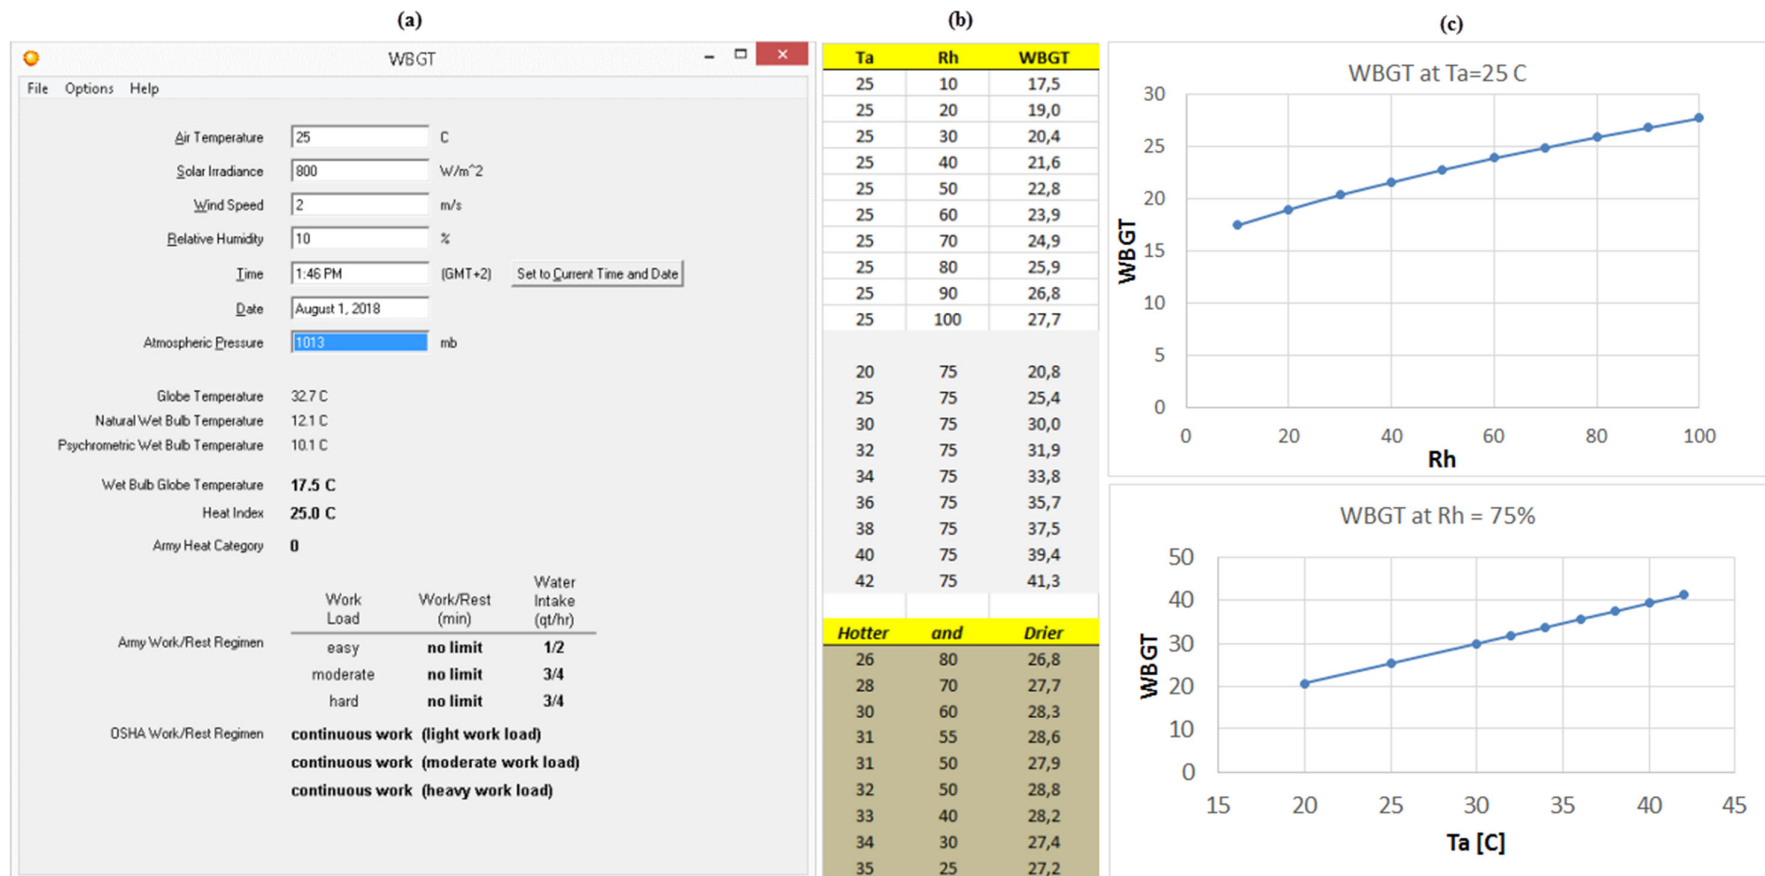 (a)
WBGT
File Options Help
Air Temperature 25 C
Solar Irradiance 800 W/m^2
Wind Speed 2 m/s
Relative Humidity 10 %
Time 1:46 PM (GMT+2) Set to Current Time and Date
Date August 1, 2018
Atmospheric Pressure 1013 mb
Globe Temperature 32.7 C
Natural Wet Bulb Temperature 12.1 C
Psychrometric Wet Bulb Temperature 10.1 C
Wet Bulb Globe Temperature 17.5 C
Heat Index 25.0 C
Army Heat Category 0
Work Load Work/Rest (min) Water Intake (qt/hr)
Army Work/Rest Regimen
easy no limit 1/2
moderate no limit 3/4
hard no limit 3/4
OSHA Work/Rest Regimen continuous work (light work load)
continuous work (moderate work load)
continuous work (heavy work load)
(b)
Ta Rh WBGT
25 10 17,5
25 20 19,0
25 30 20,4
25 40 21,6
25 50 22,8
25 60 23,9
25 70 24,9
25 80 25,9
25 90 26,8
25 100 27,7
20 75 20,8
25 75 25,4
30 75 30,0
32 75 31,9
34 75 33,8
36 75 35,7
38 75 37,5
40 75 39,4
42 75 41,3
Hotter and Drier
26 80 26,8
28 70 27,7
30 60 28,3
31 55 28,6
31 50 27,9
32 50 28,8
33 40 28,2
34 30 27,4
35 25 27,2
(c)
WBGT at Ta=25 C
30
25
20
15
10
5
0
WBGT
0 20 40 60 80 100
Rh
WBGT at Rh = 75%
50
40
30
20
10
0
WBGT
15 20 25 30 35 40 45
Ta [C]